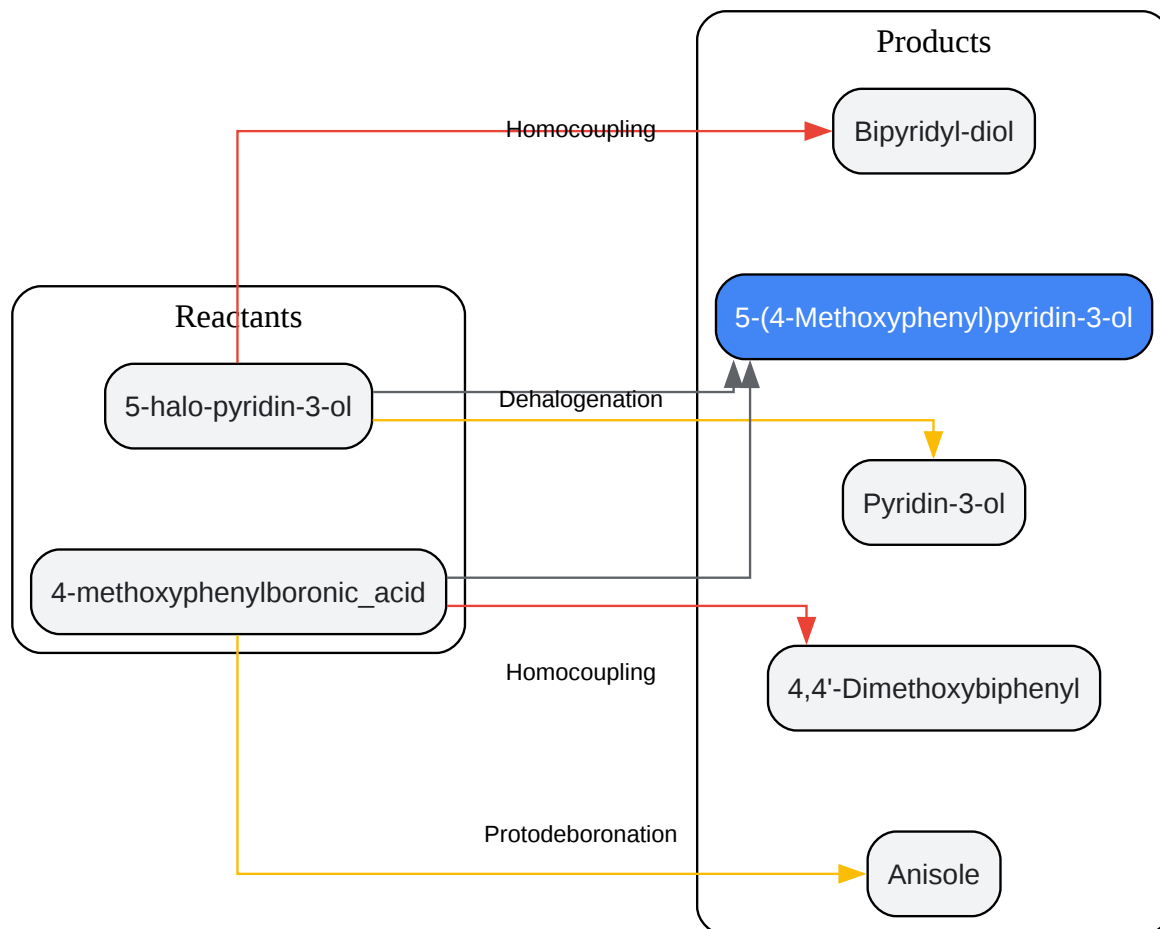 Products
Homocoupling
Bipyridyl-diol
Reactants
5-(4-Methoxyphenyl)pyridin-3-ol
5-halo-pyridin-3-ol
Dehalogenation
Pyridin-3-ol
4-methoxyphenylboronic_acid
Homocoupling
4,4'-Dimethoxybiphenyl
Protodeboronation
Anisole